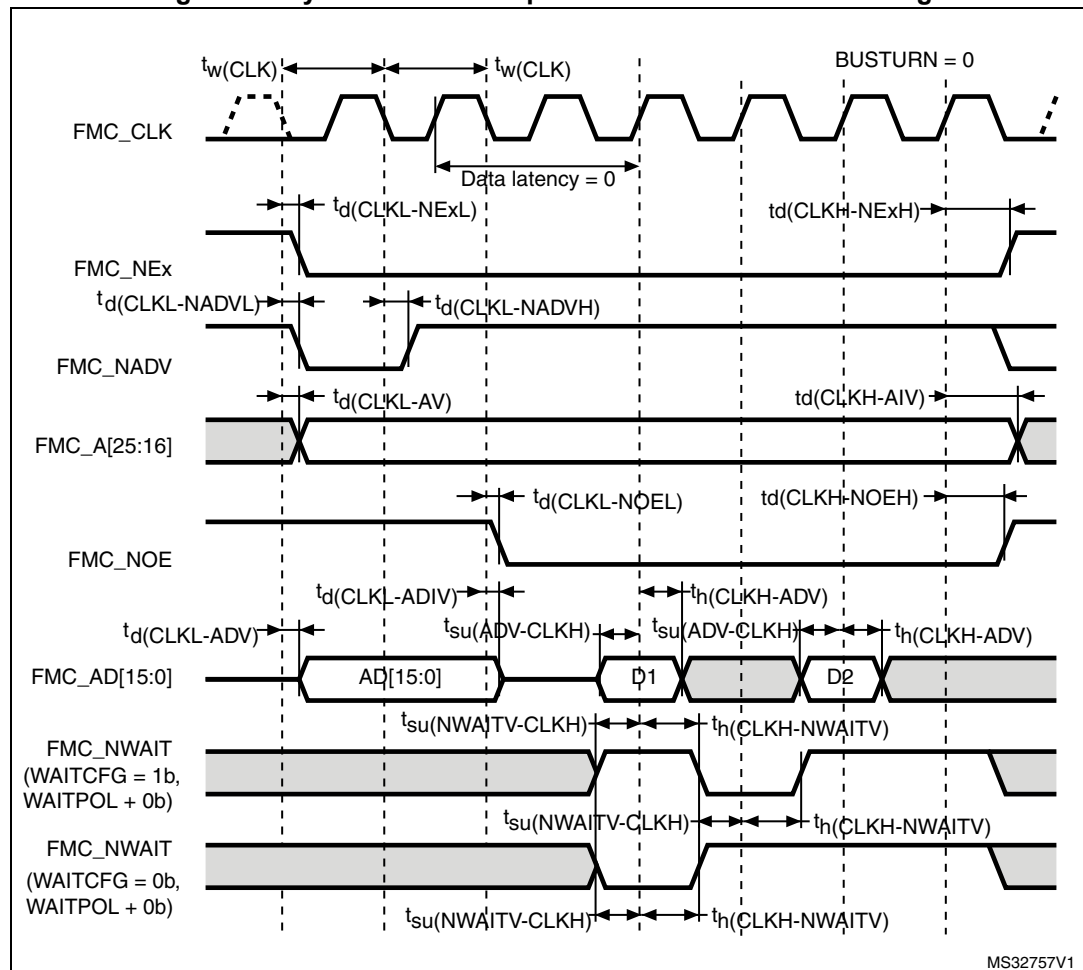 BUSTURN = 0
tw(CLK) tw(CLK)
FMC_CLK
Data latency = 0
td(CLKL-NExL) td(CLKH-NExH)
FMC_NEx
td(CLKL-NADVL) td(CLKL-NADVH)
FMC_NADV
td(CLKL-AV) td(CLKH-AIV)
FMC_A[25:16]
td(CLKL-NOEL) td(CLKH-NOEH)
FMC_NOE
td(CLKL-ADIV) th(CLKH-ADV)
td(CLKL-ADV) tsu(ADV-CLKH) tsu(ADV-CLKH) th(CLKH-ADV)
FMC_AD[15:0] AD[15:0] D1 D2
tsu(NWAITV-CLKH) th(CLKH-NWAITV)
FMC_NWAIT
(WAITCFG = 1b,
WAITPOL + 0b)
tsu(NWAITV-CLKH) th(CLKH-NWAITV)
FMC_NWAIT
(WAITCFG = 0b,
WAITPOL + 0b)
tsu(NWAITV-CLKH) th(CLKH-NWAITV)
MS32757V1